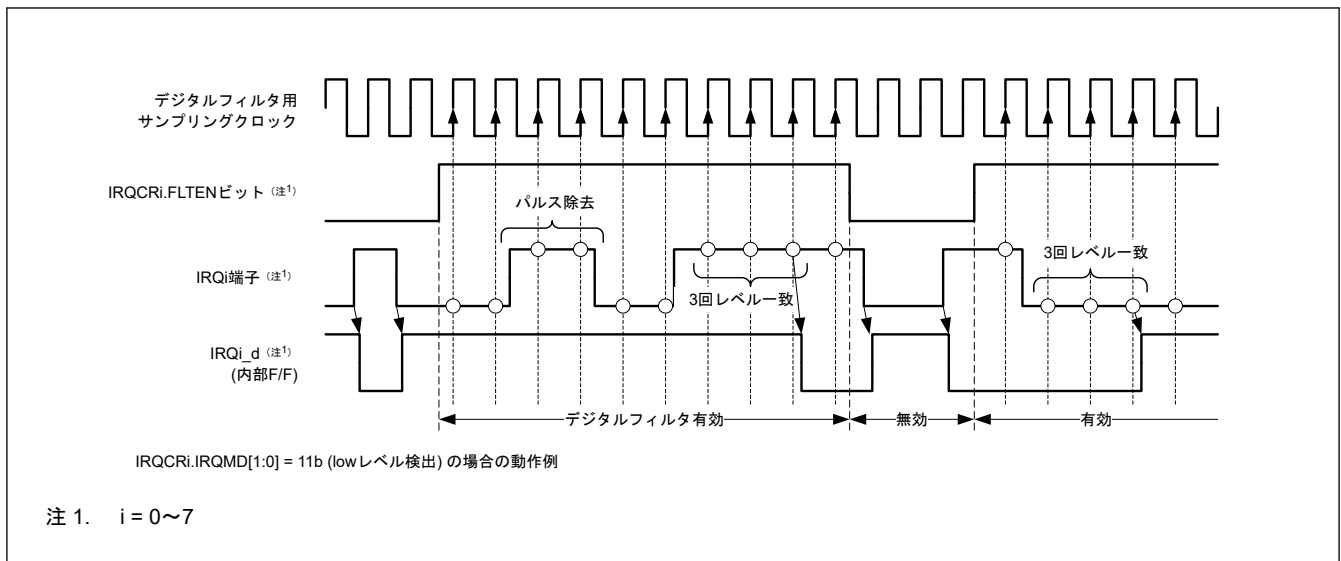 デジタルフィルタ用
サンプリングクロック
IRQCRi.FLTENビット（注1）
パルス除去
IRQi端子（注1）
3回レベル一致
3回レベル一致
IRQi_d（注1）
(内部F/F)
デジタルフィルタ有効
無効
有効
IRQCRi.IRQMD[1:0] = 11b (lowレベル検出) の場合の動作例
注 1. i = 0～7